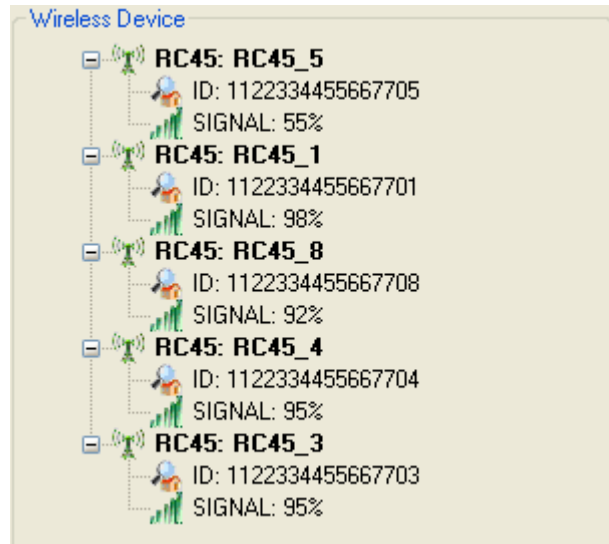 Wireless Device
RC45: RC45_5
ID: 1122334455667705
SIGNAL: 55%
RC45: RC45_1
ID: 1122334455667701
SIGNAL: 98%
RC45: RC45_8
ID: 1122334455667708
SIGNAL: 92%
RC45: RC45_4
ID: 1122334455667704
SIGNAL: 95%
RC45: RC45_3
ID: 1122334455667703
SIGNAL: 95%